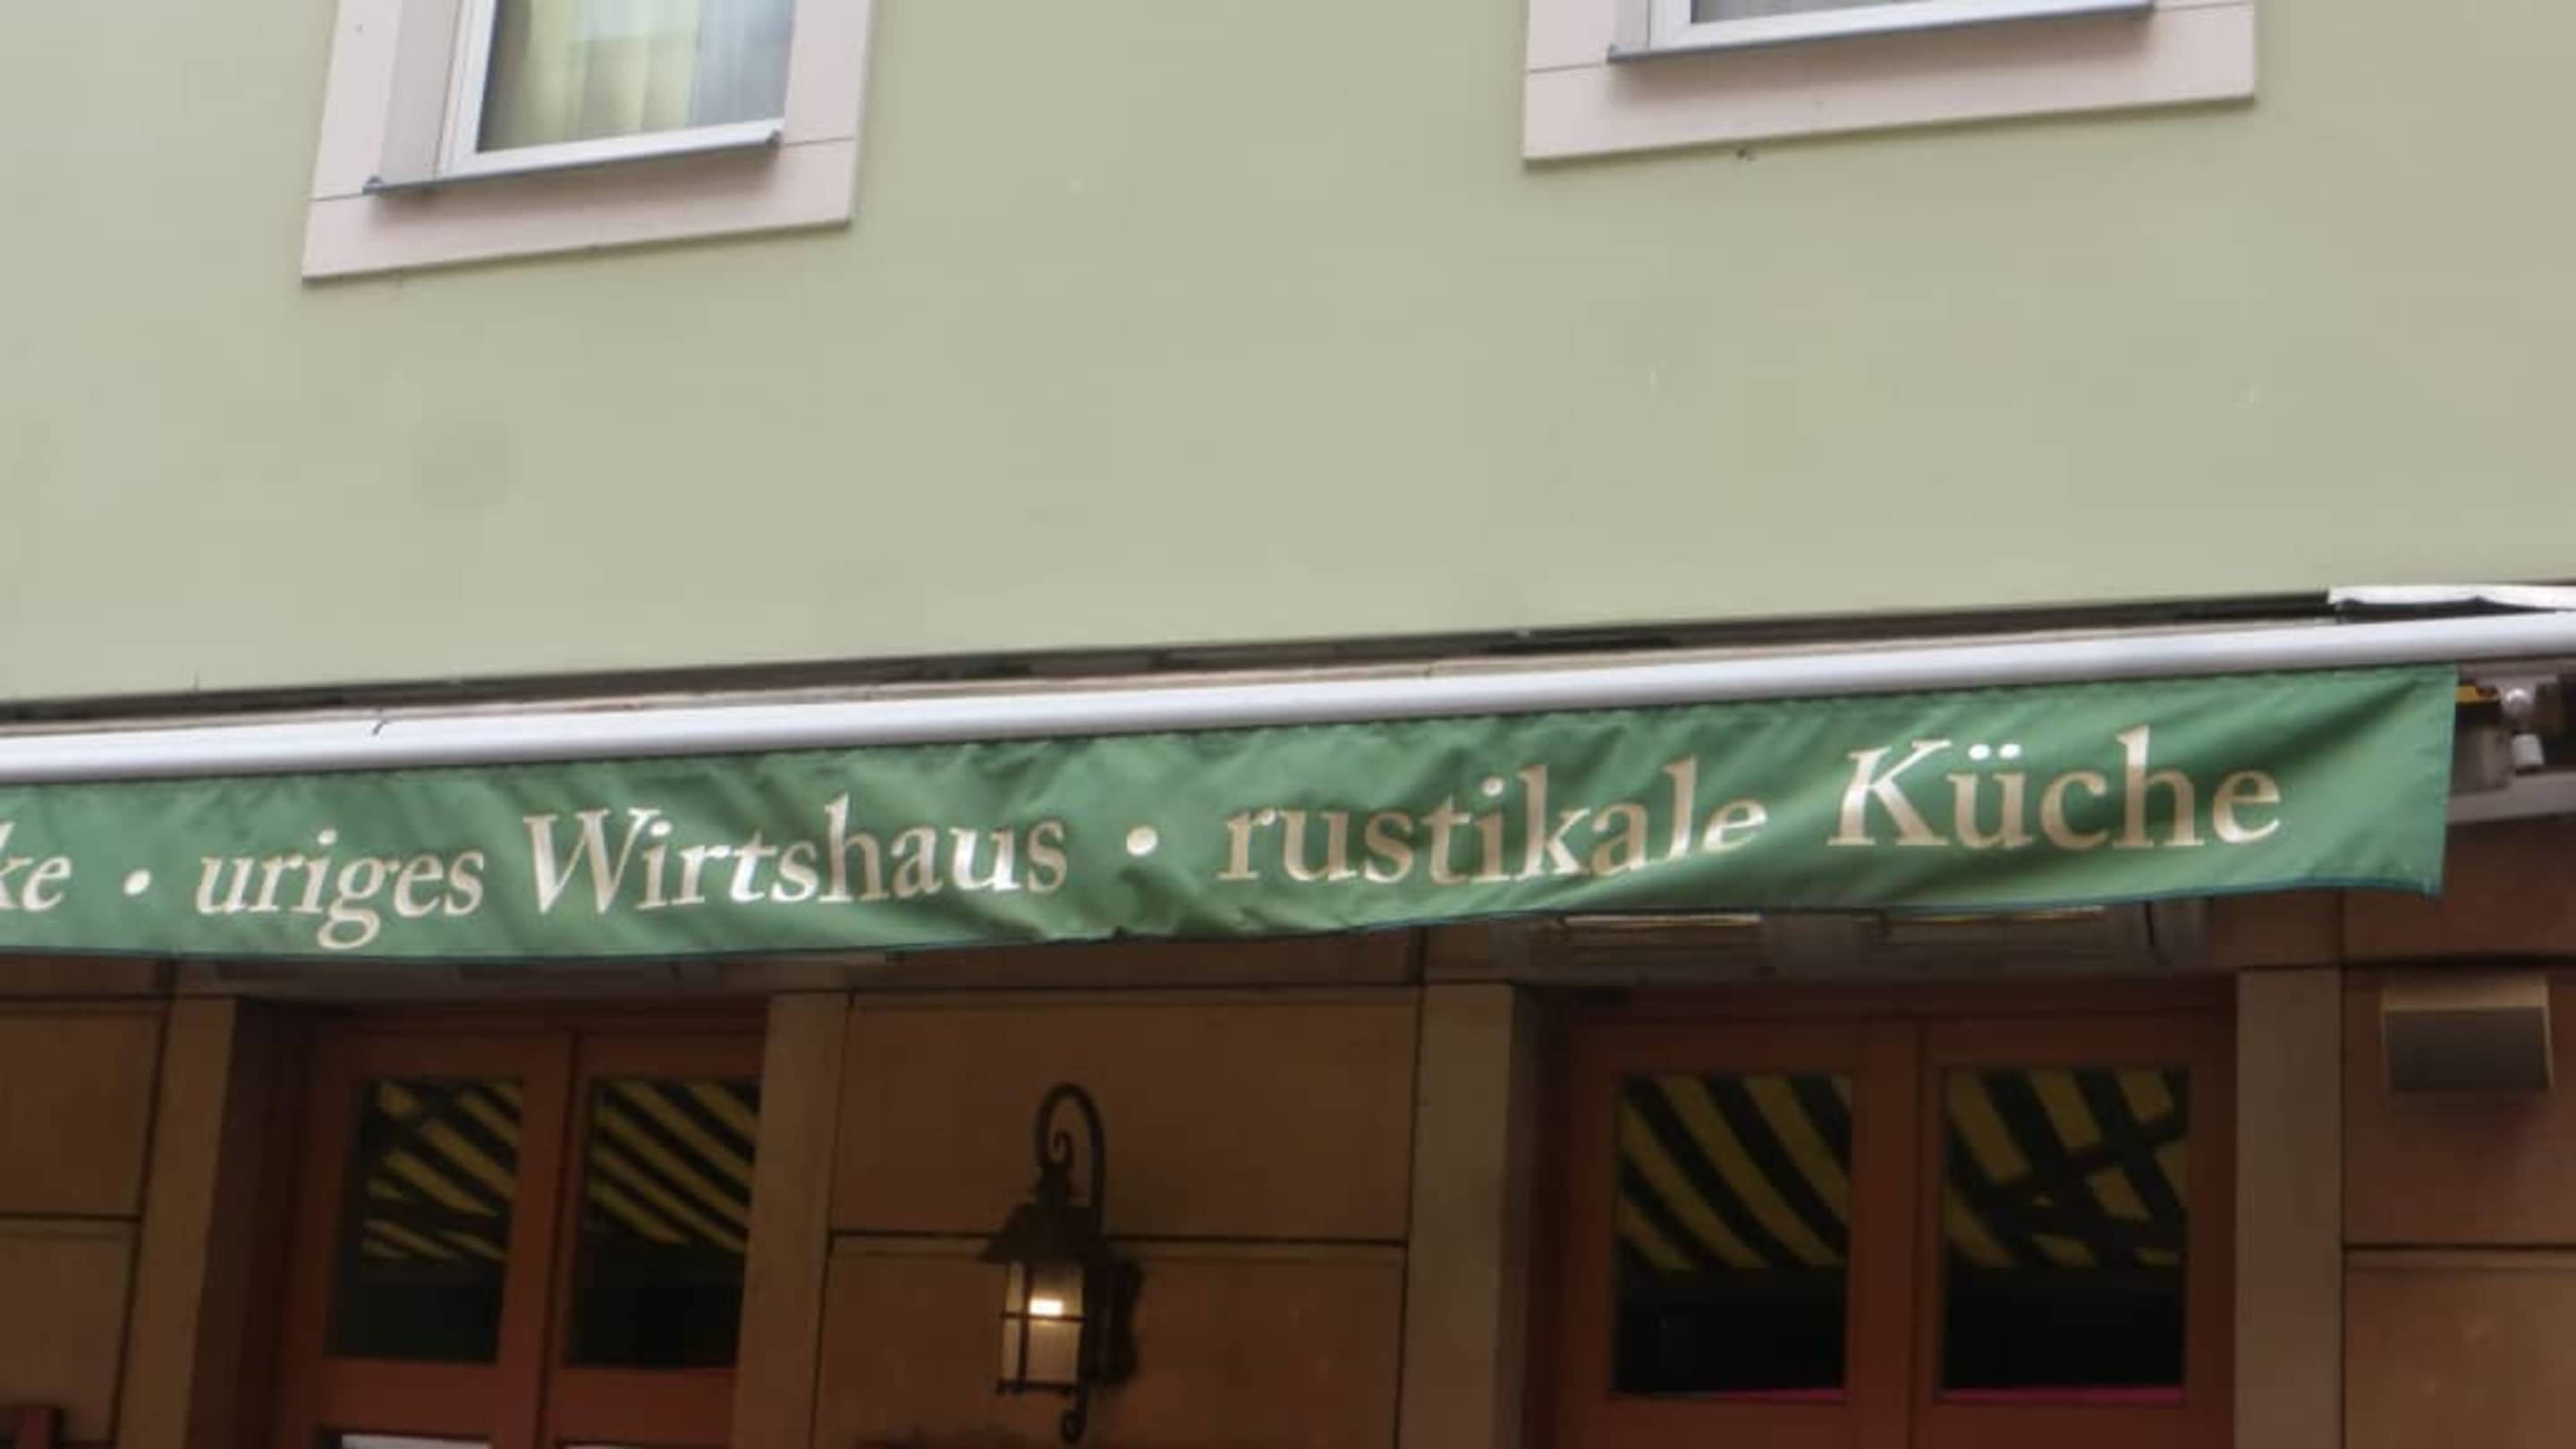 ke • uriges Wirtshaus • rustikale Küche